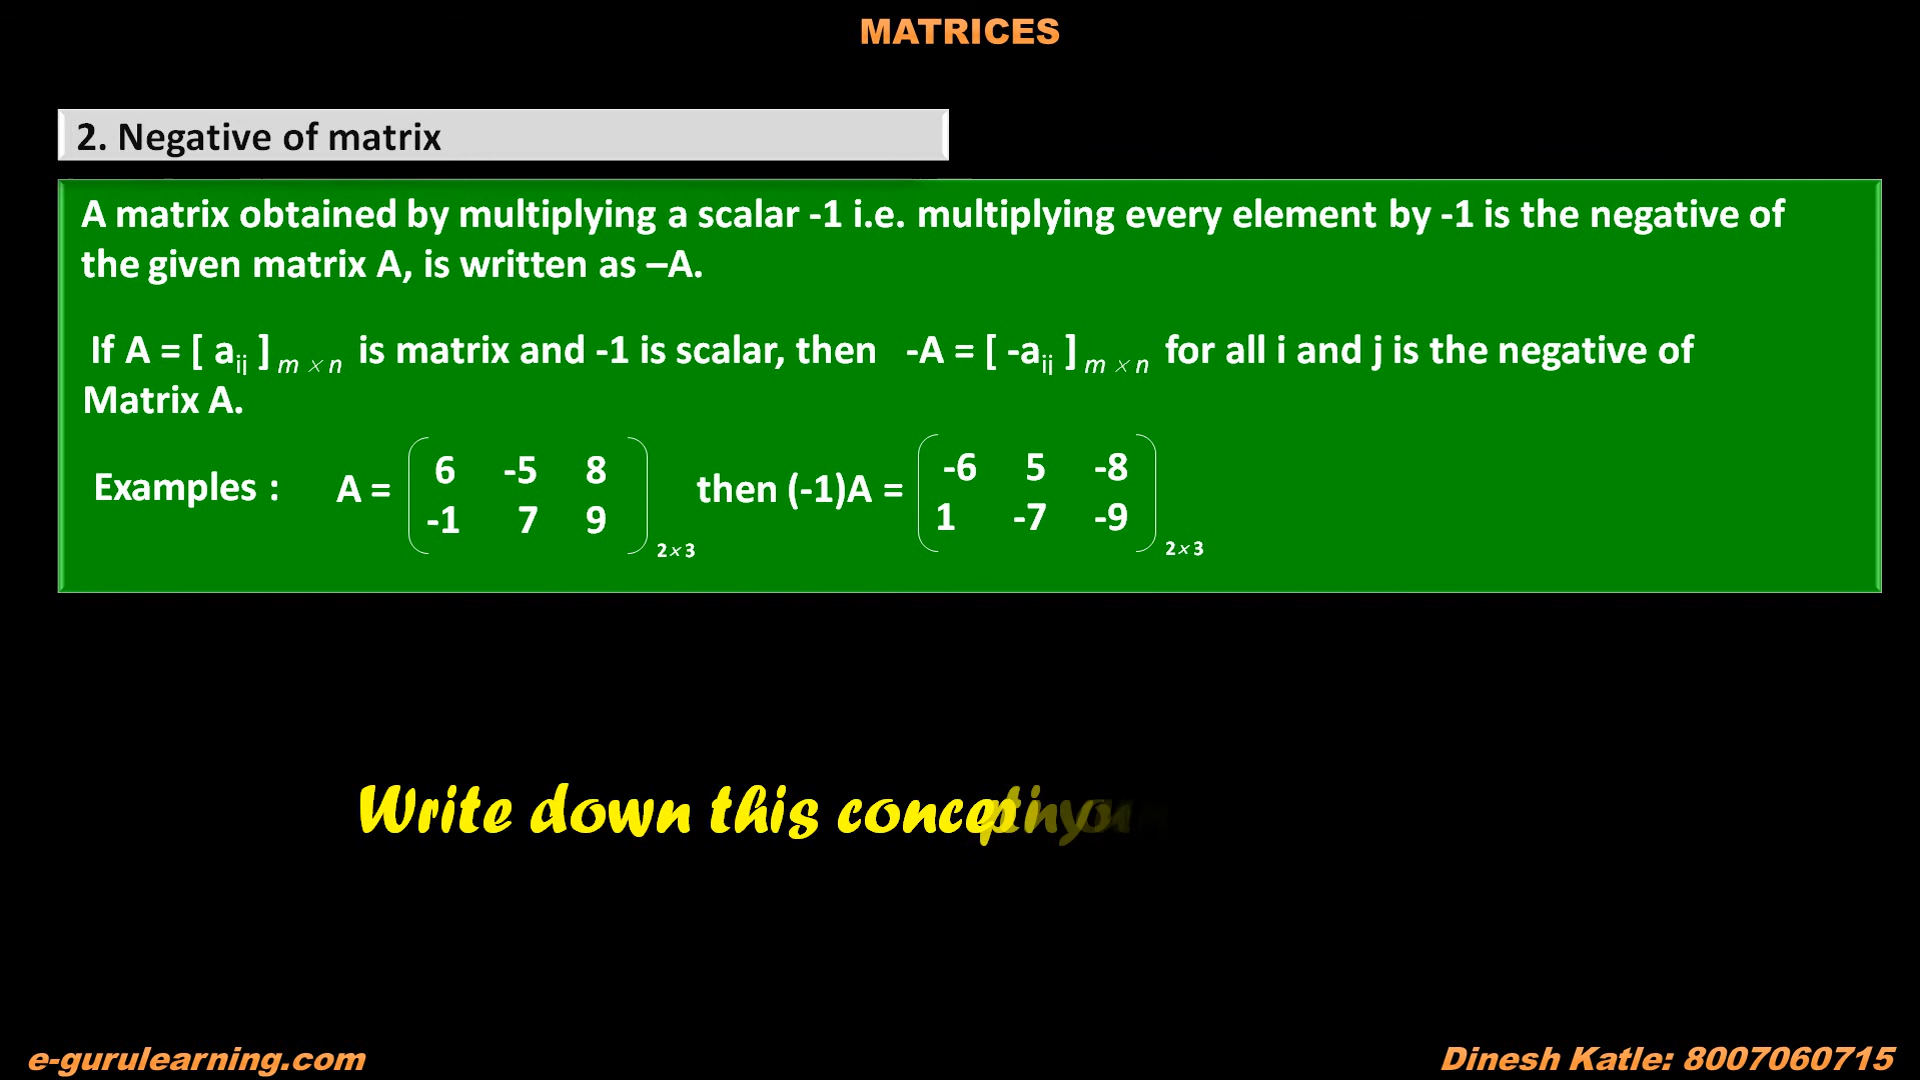 MATRICES
2. Negative of matrix
A matrix obtained by multiplying a scalar -1 i.e. multiplying every element by -1 is the negative of
the given matrix A, is written as –A.
If A = [ aij ] m × n is matrix and -1 is scalar, then -A = [ -aij ] m × n for all i and j is the negative of
Matrix A.
Examples : A = 6 -5 8 then (-1)A = -6 5 -8
-1 7 9 1 -7 -9
2 × 3 2 × 3
Write down this concept in
e-gurulearning.com Dinesh Katle: 8007060715